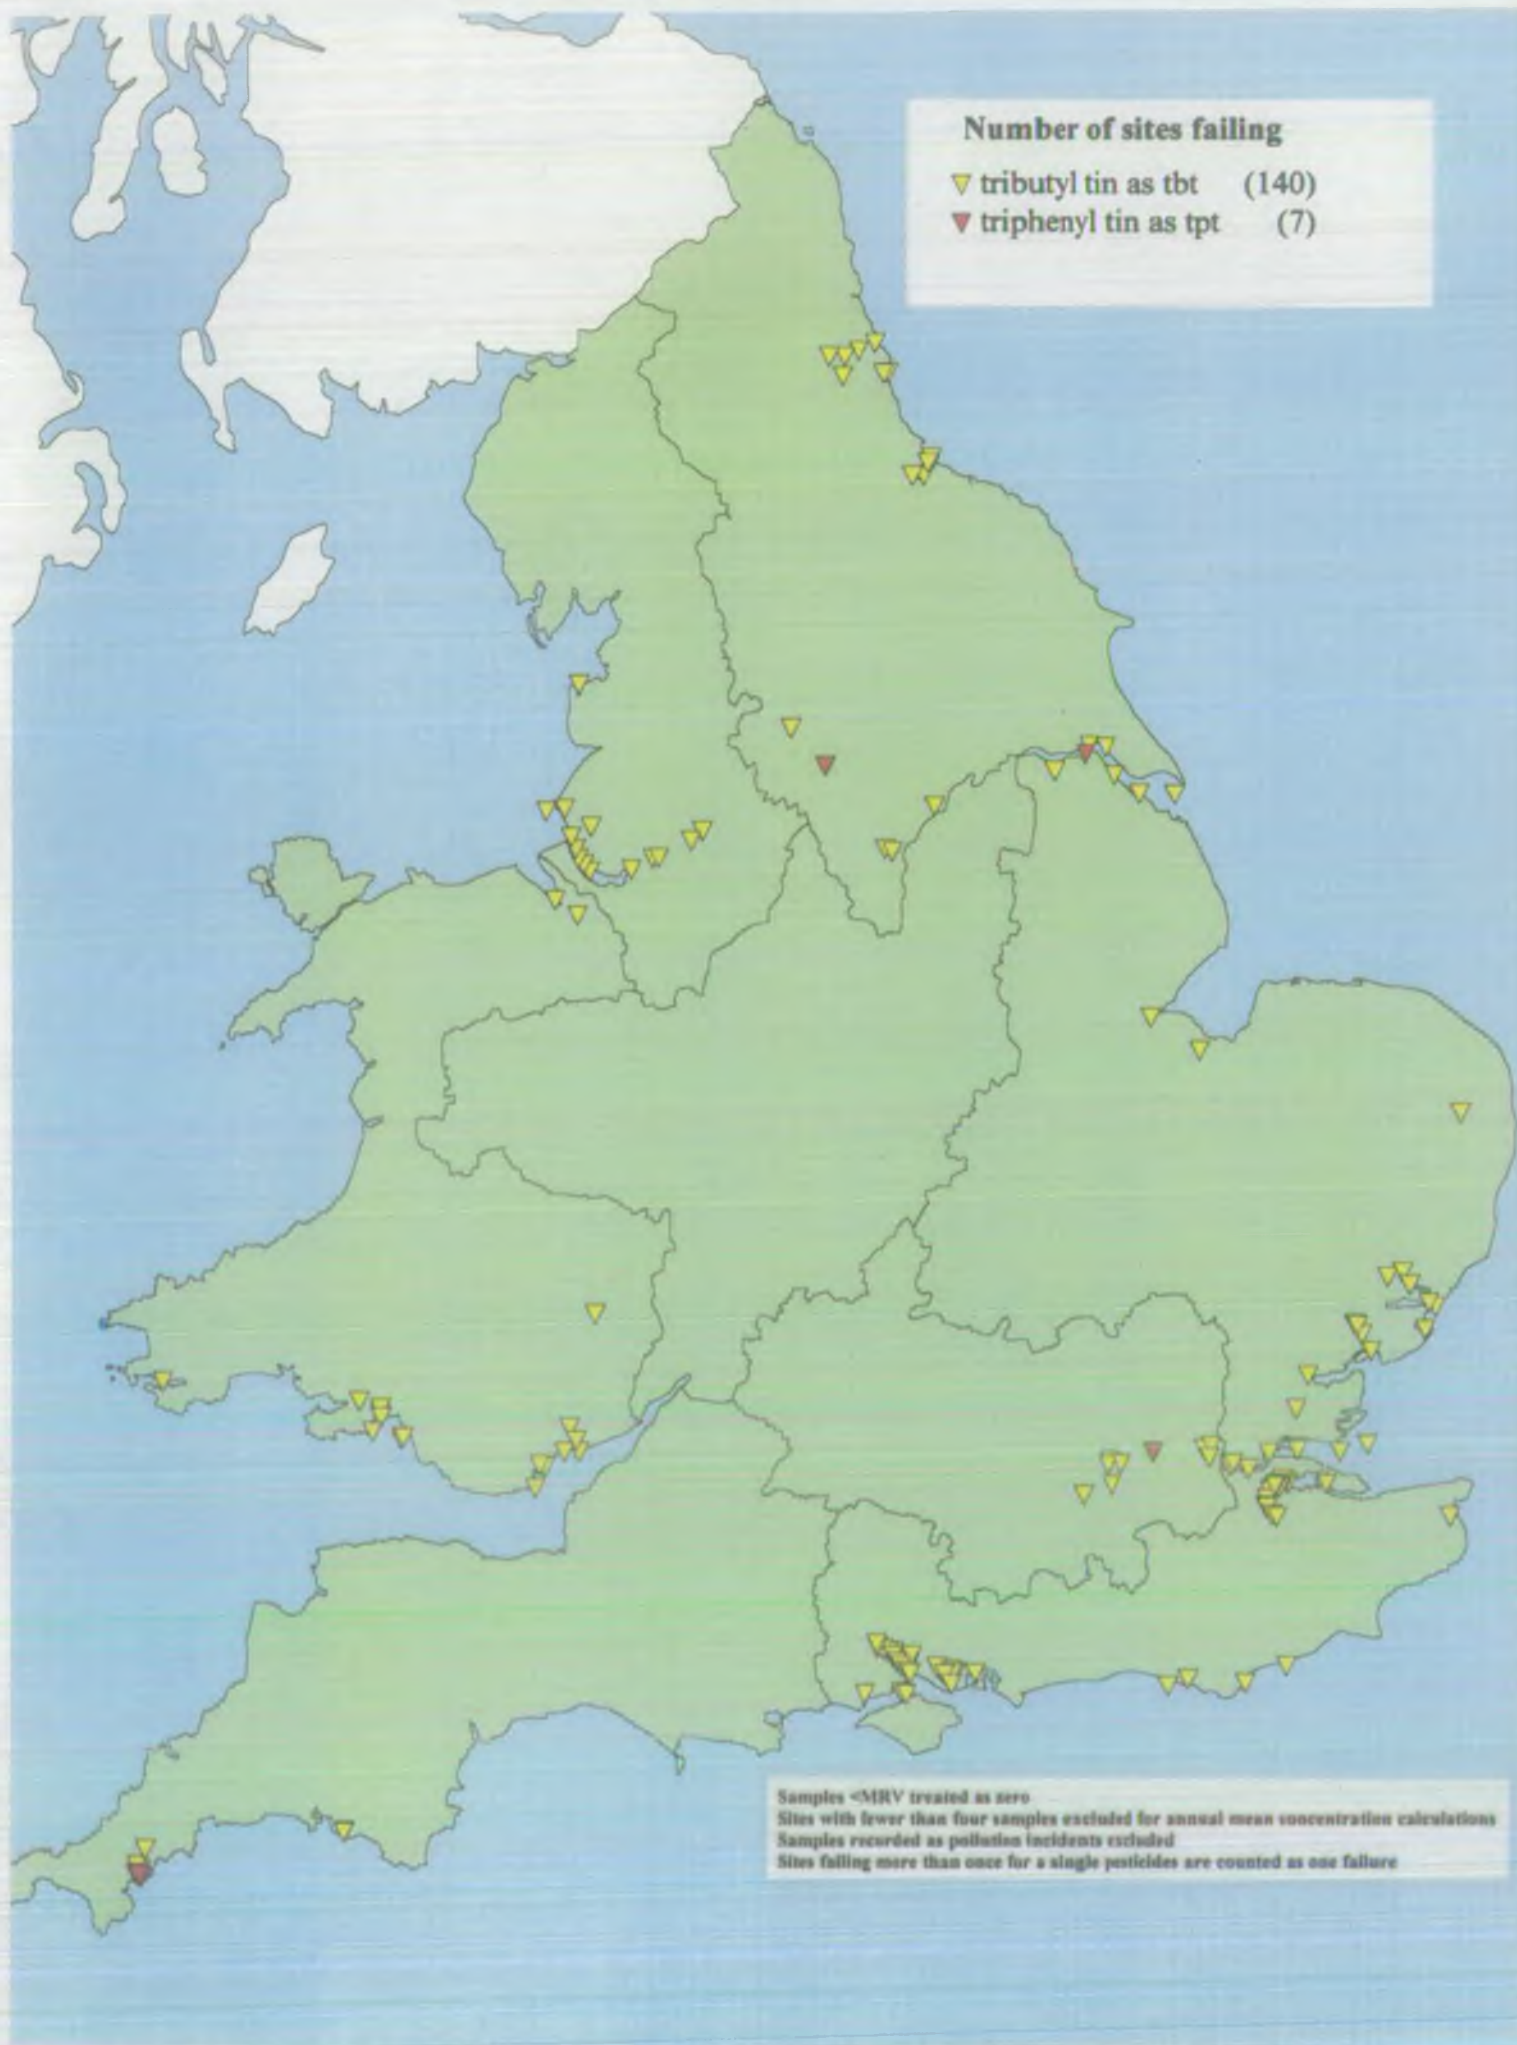 Number of sites failing
tributyl tin as tbt (140)
triphenyl tin as tpt (7)
Samples <MRV treated as zero
Sites with fewer than four samples excluded for annual mean concentration calculations
Samples recorded as pollution incidents excluded
Sites failing more than once for a single pesticides are counted as one failure